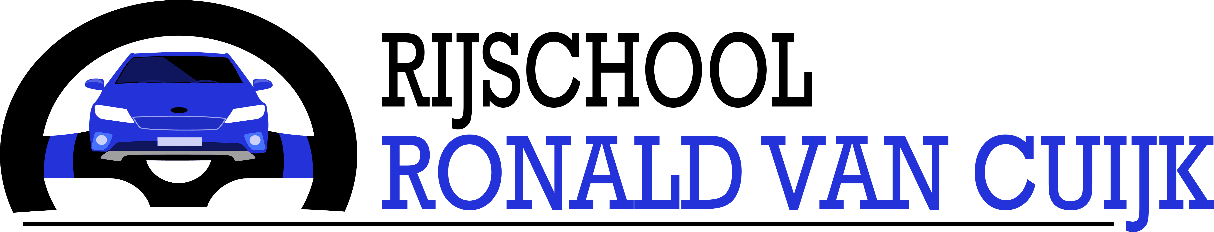 RIJSCHOOL
RONALD VAN CUIJK